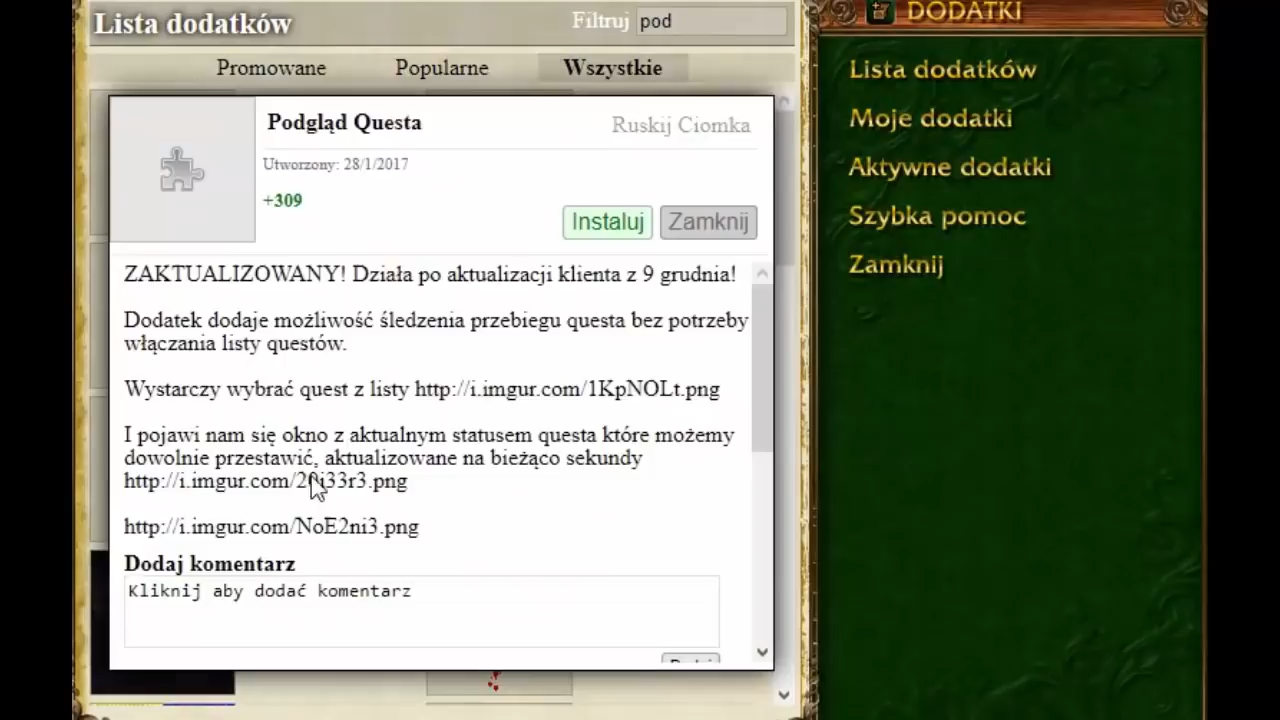 Lista dodatków
Filtruj pod
Promowane Popularne Wszystkie
Podgląd Questa
Ruskij Ciomka
Utworzony: 28/1/2017
+309
Instaluj Zamknij
ZAKTUALIZOWANY! Działa po aktualizacji klienta z 9 grudnia!
Dodatek dodaje możliwość śledzenia przebiegu questa bez potrzeby
włączania listy questów.
Wystarczy wybrać quest z listy http://i.imgur.com/1KpNOLt.png
I pojawi nam się okno z aktualnym statusem questa które możemy
dowolnie przestawić, aktualizowane na bieżąco sekundy
http://i.imgur.com/20i33r3.png
http://i.imgur.com/NoE2ni3.png
Dodaj komentarz
Kliknij aby dodać komentarz
DODATKI
Lista dodatków
Moje dodatki
Aktywne dodatki
Szybka pomoc
Zamknij